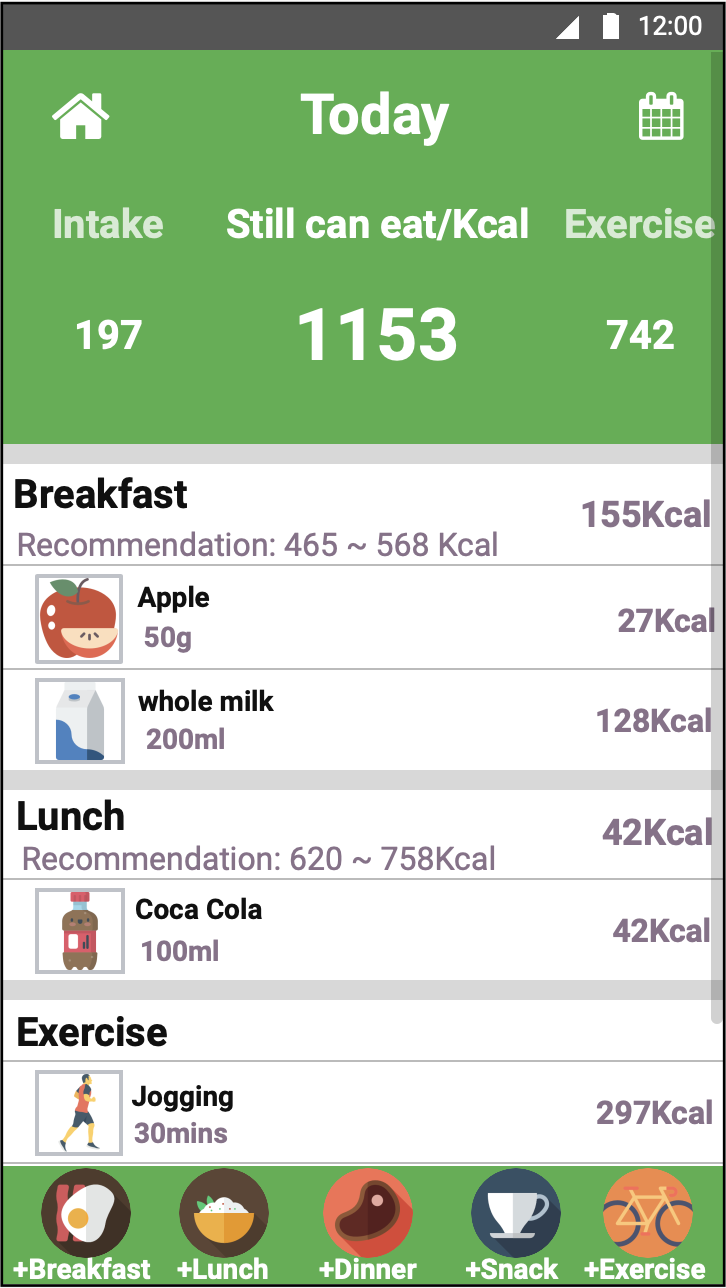 12:00
Today
Intake Still can eat/Kcal Exercise
197 1153 742
Breakfast
155Kcal
Recommendation: 465 ~ 568 Kcal
Apple
27Kcal
50g
whole milk
128Kcal
200ml
Lunch
42Kcal
Recommendation: 620 ~ 758Kcal
Coca Cola
42Kcal
100ml
Exercise
Jogging
297Kcal
30mins
+Breakfast +Lunch +Dinner +Snack +Exercise